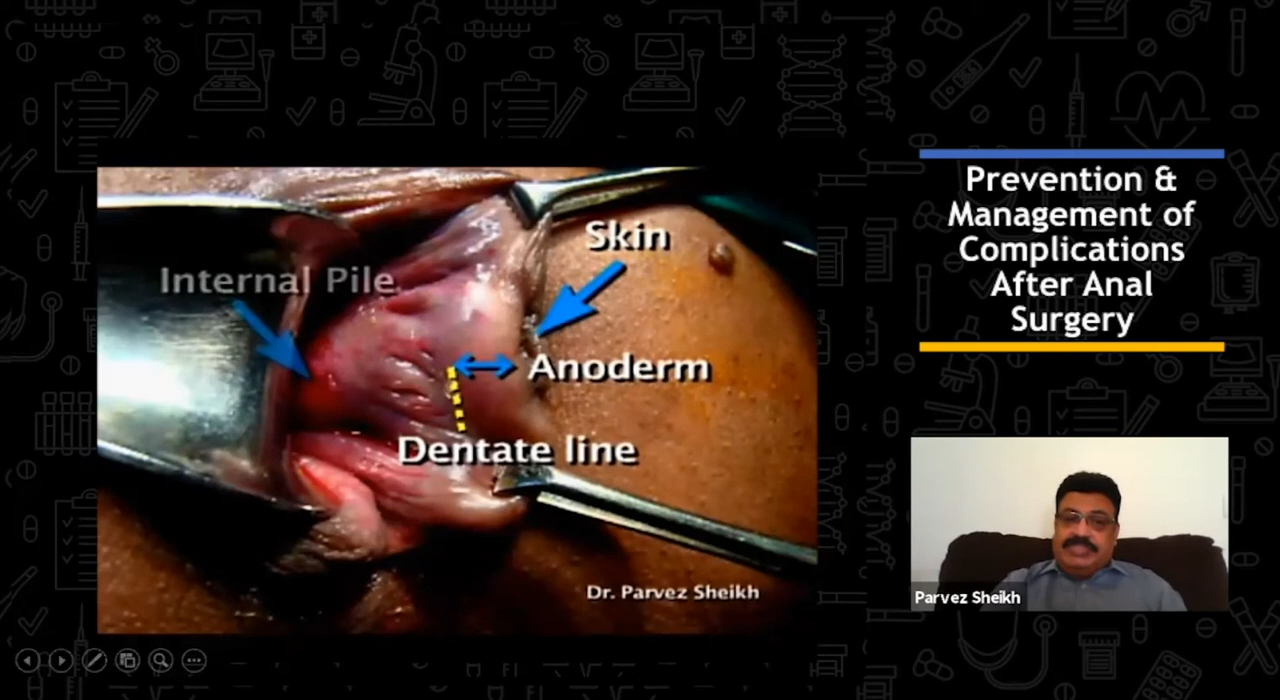 Prevention &
Management of
Complications
After Anal
Surgery
Skin
Internal Pile
Anoderm
Dentate line
Dr. Parvez Sheikh
Parvez Sheikh